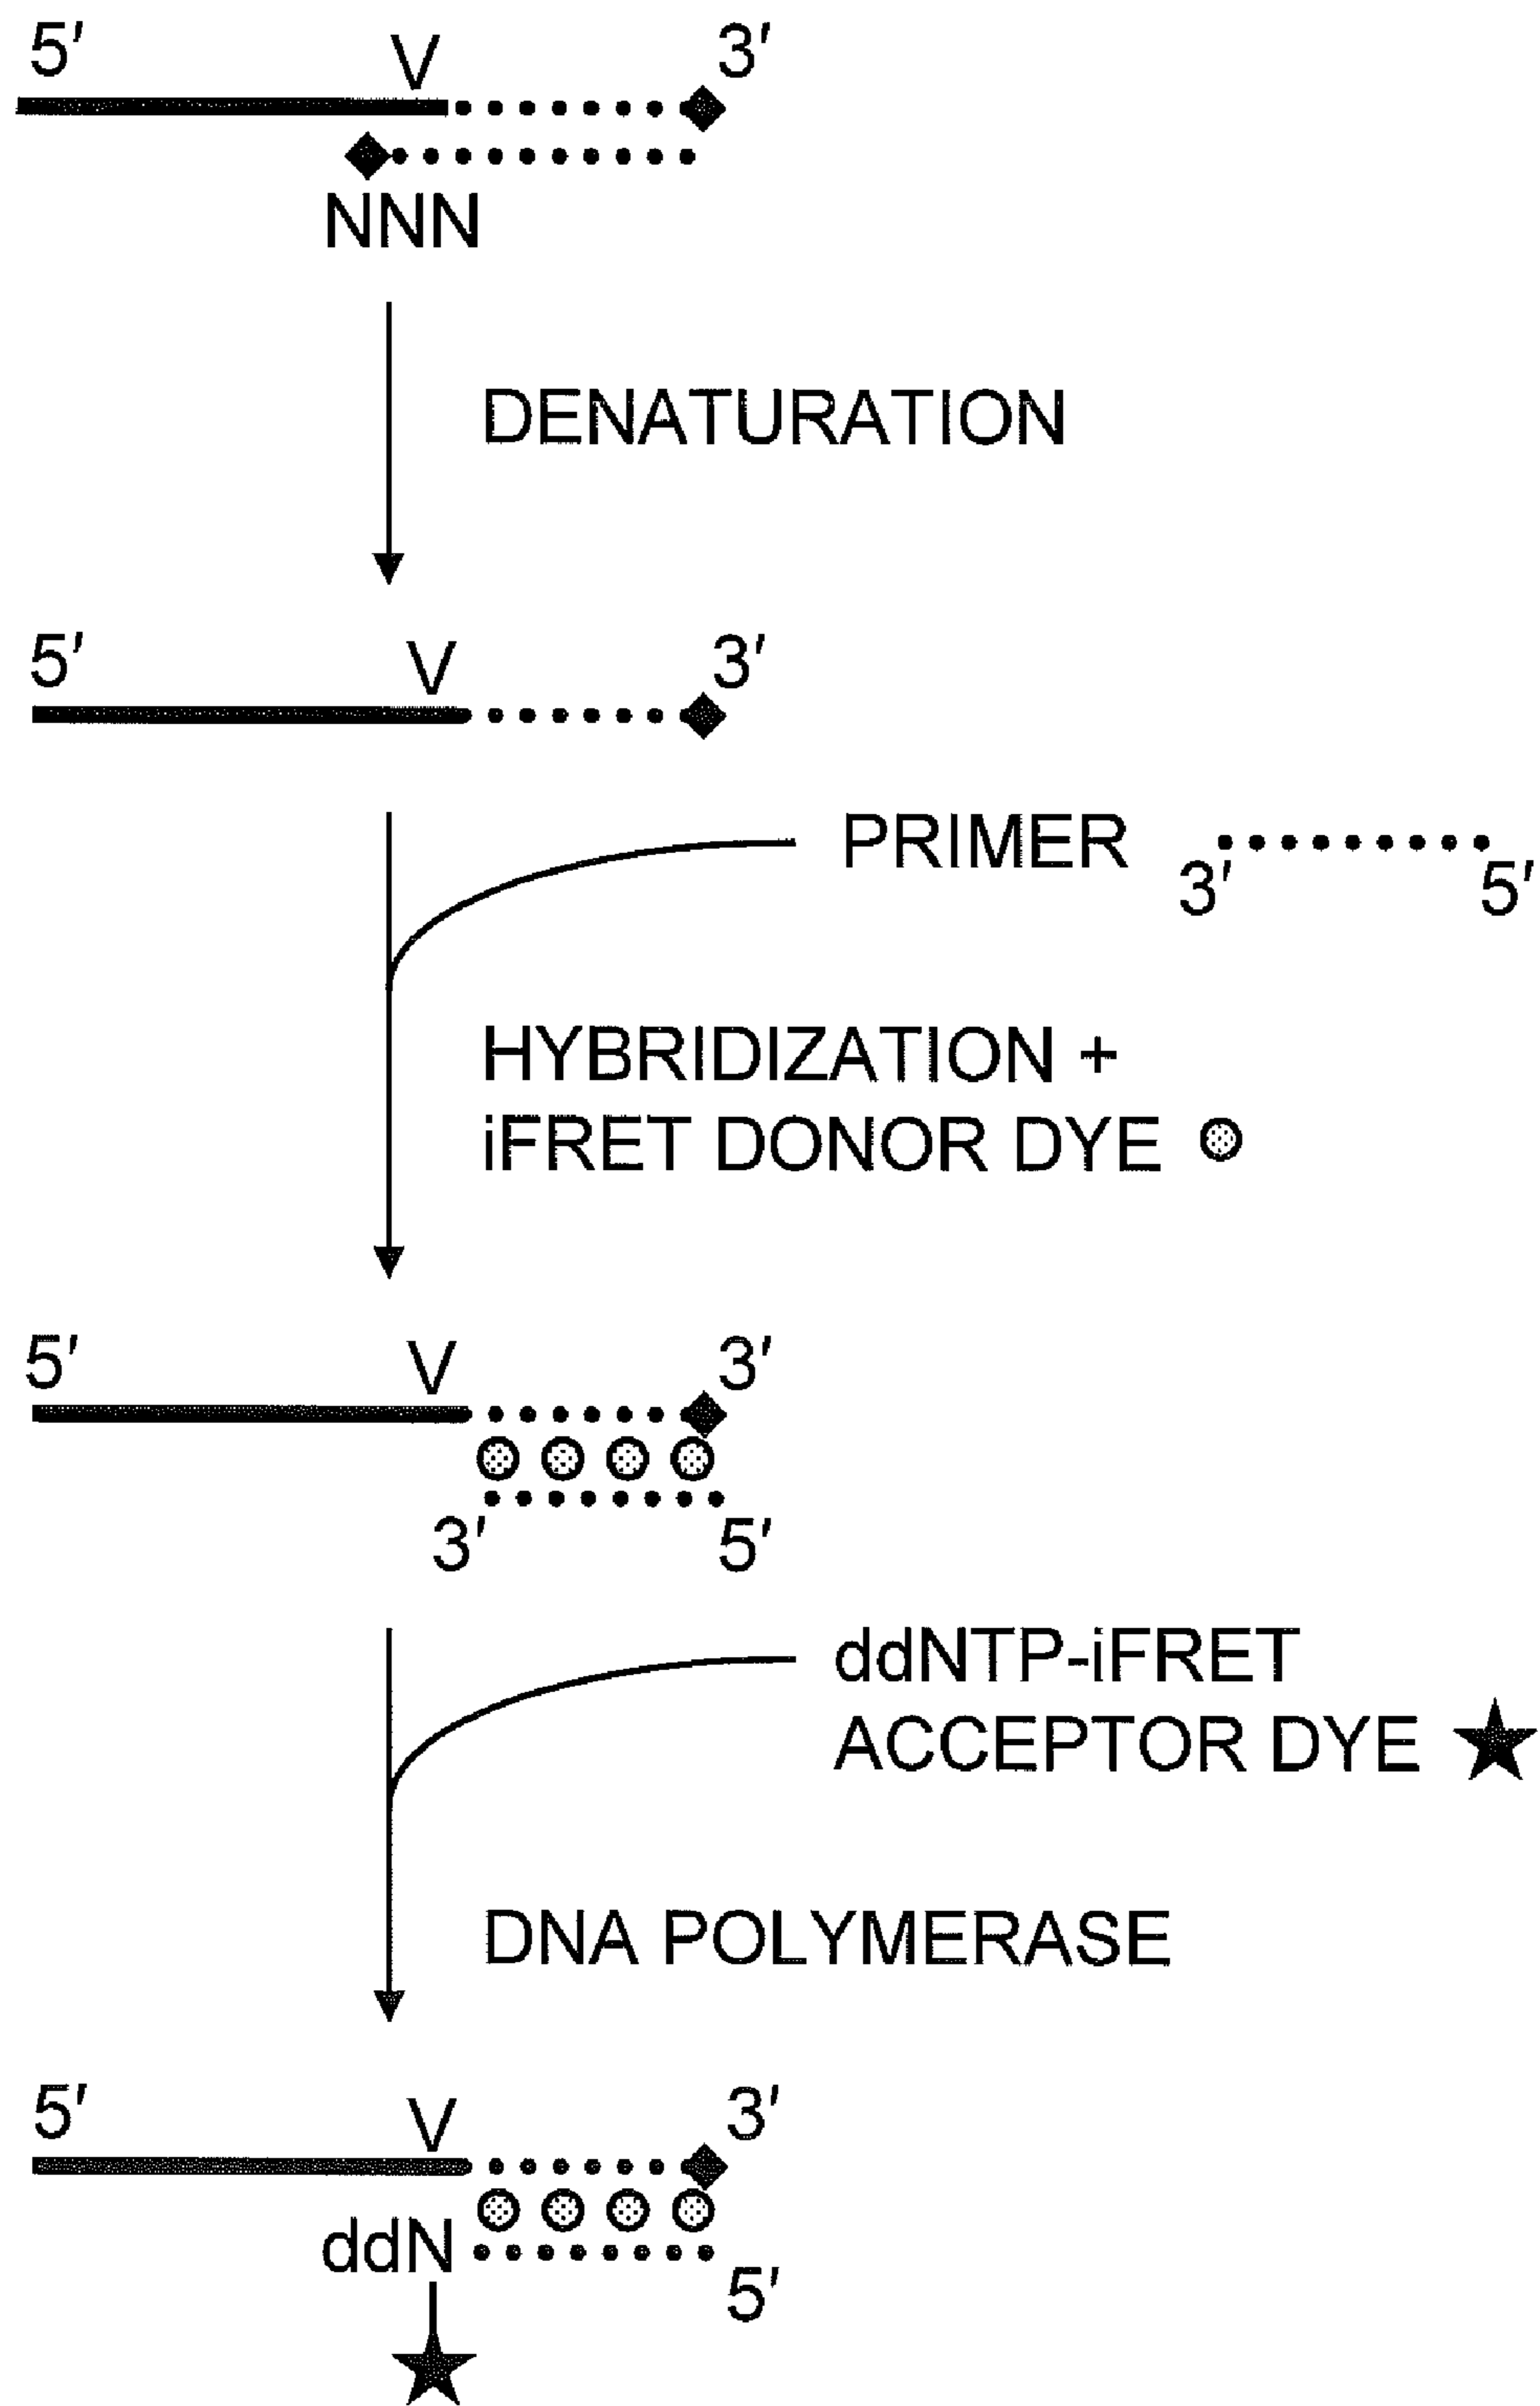 5′ V 3′
NNN
DENATURATION
5′ V 3′
PRIMER
3′ 5′
HYBRIDIZATION +
iFRET DONOR DYE
5′ V 3′
3′ 5′
ddNTP-iFRET
ACCEPTOR DYE
DNA POLYMERASE
5′ V 3′
ddN
5′